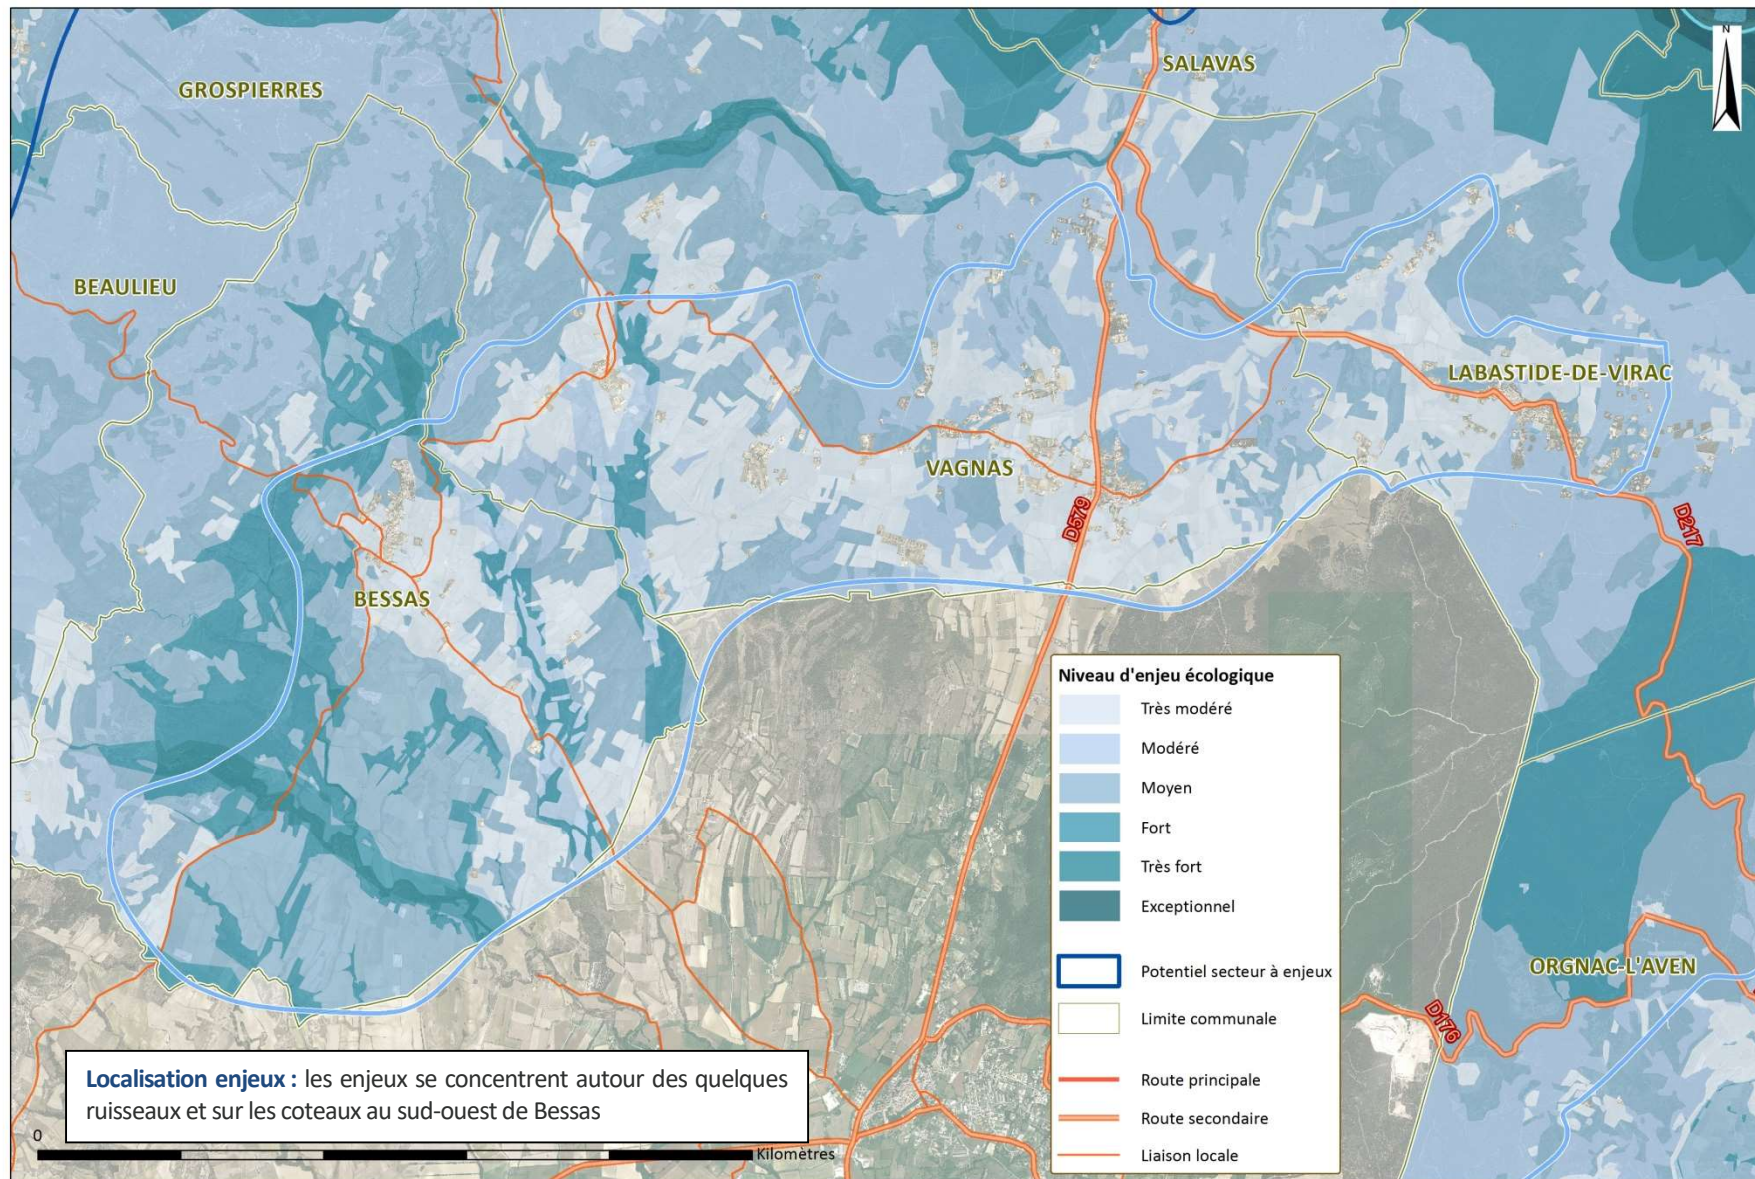 SALAVAS
N
GROSPIERRES
BEAULIEU
LABASTIDE-DE-VIRAC
VAGNAS
D579
D217
BESSAS
Niveau d'enjeu écologique
Très modéré
Modéré
Moyen
Fort
Très fort
Exceptionnel
Potentiel secteur à enjeux
Limite communale
Route principale
Route secondaire
Liaison locale
ORGNAC-L'AVEN
D176
Localisation enjeux : les enjeux se concentrent autour des quelques
ruisseaux et sur les coteaux au sud-ouest de Bessas
0
Kilomètres